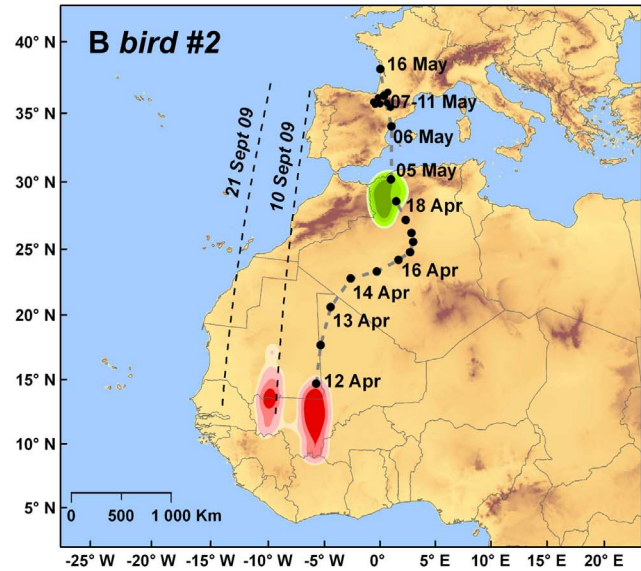 B bird #2
40° N
16 May
35° N
07-11 May
21 Sept 09
10 Sept 09
06 May
30° N
05 May
18 Apr
25° N
16 Apr
14 Apr
20° N
13 Apr
15° N
12 Apr
10° N
5° N
0 500 1 000 Km
-25° W -20° W -15° W -10° W -5° W 0° 5° E 10° E 15° E 20° E